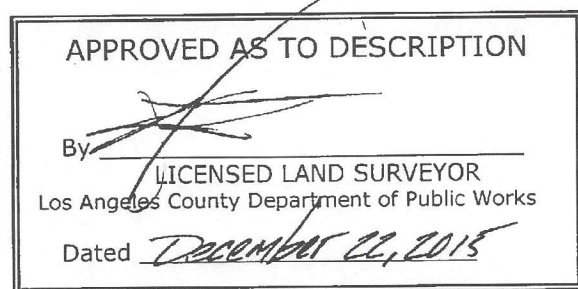 APPROVED AS TO DESCRIPTION
By
LICENSED LAND SURVEYOR
Los Angeles County Department of Public Works
Dated December 22, 2015